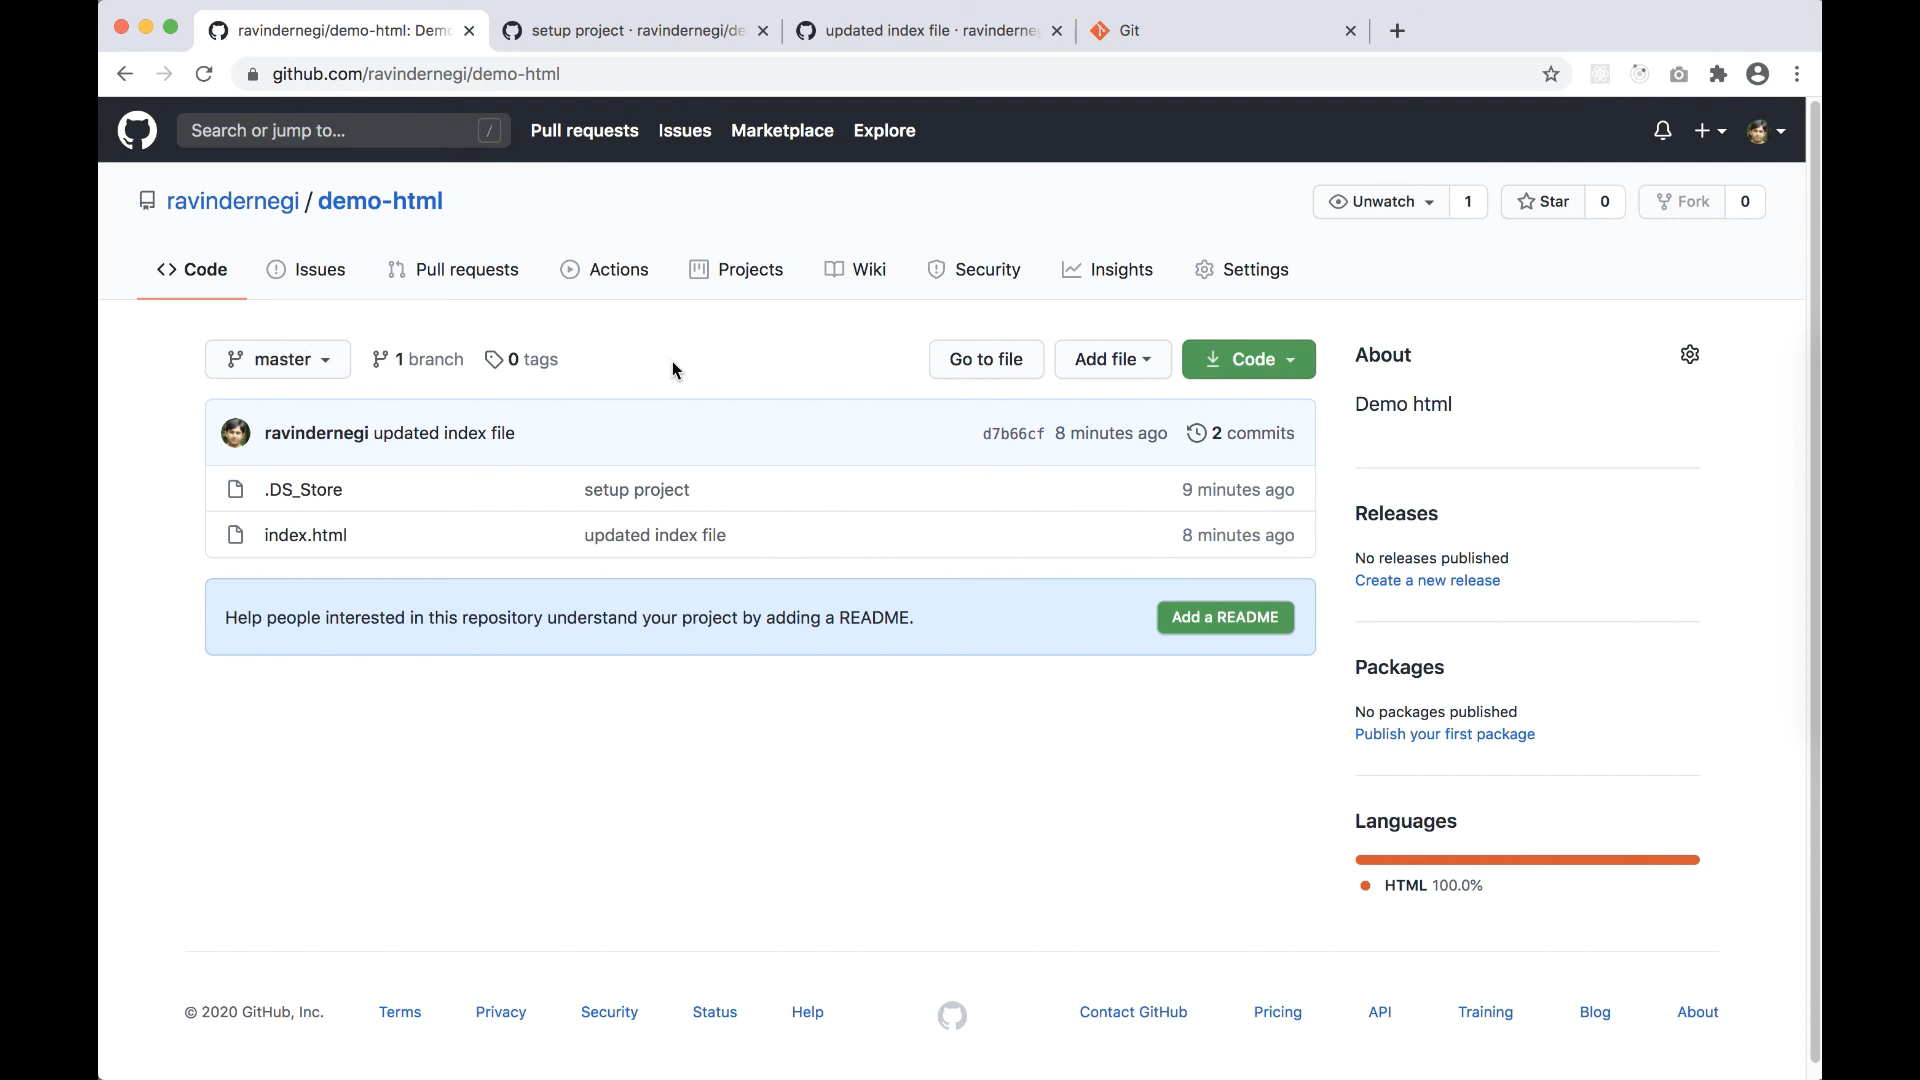 ravindernegi/demo-html: Demo
setup project · ravindernegi/de
updated index file · ravinderneg
Git
github.com/ravindernegi/demo-html
Search or jump to...
/
Pull requests
Issues
Marketplace
Explore
ravindernegi / demo-html
Unwatch
1
Star
0
Fork
0
Code
Issues
Pull requests
Actions
Projects
Wiki
Security
Insights
Settings
master
1 branch
0 tags
Go to file
Add file
Code
About
Demo html
ravindernegi updated index file
d7b66cf 8 minutes ago
2 commits
.DS_Store
setup project
9 minutes ago
index.html
updated index file
8 minutes ago
Help people interested in this repository understand your project by adding a README.
Add a README
Releases
No releases published
Create a new release
Packages
No packages published
Publish your first package
Languages
HTML 100.0%
© 2020 GitHub, Inc.
Terms
Privacy
Security
Status
Help
Contact GitHub
Pricing
API
Training
Blog
About